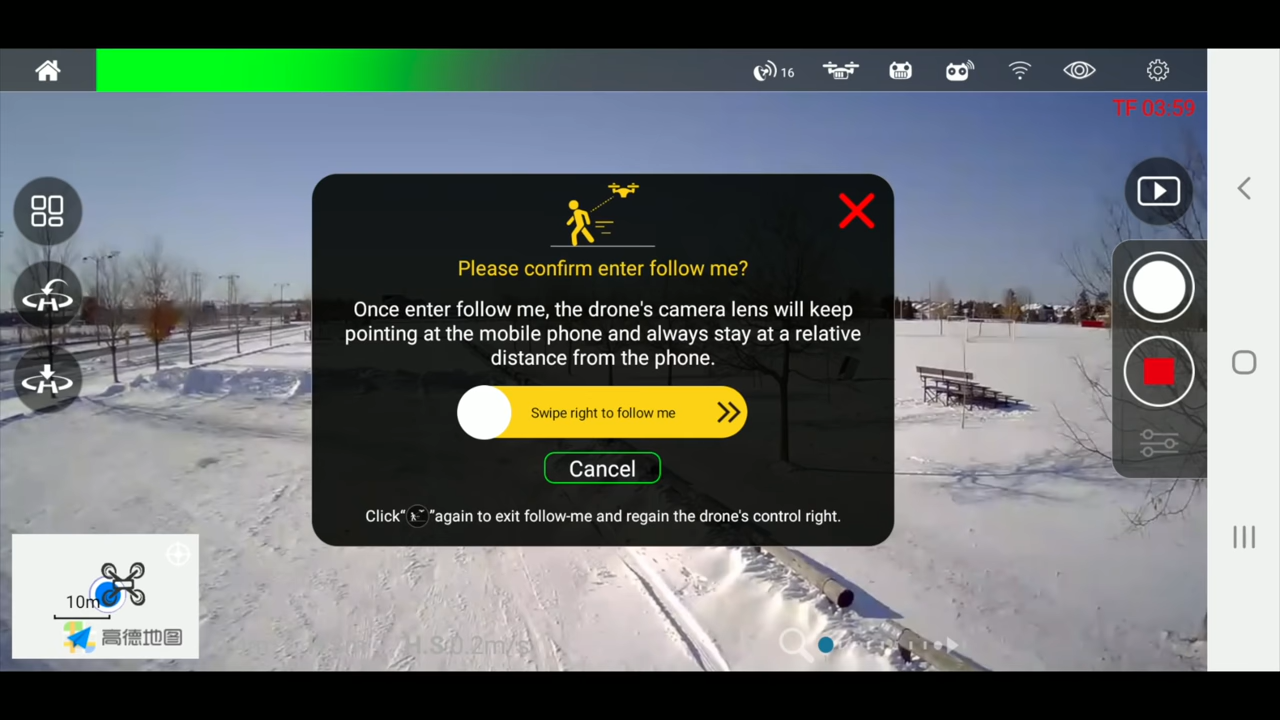 16
TF 03:59
Please confirm enter follow me?
Once enter follow me, the drone's camera lens will keep
pointing at the mobile phone and always stay at a relative
distance from the phone.
Swipe right to follow me
Cancel
Click“ ”again to exit follow-me and regain the drone's control right.
10m
高德地图
H.S:0.2m/s